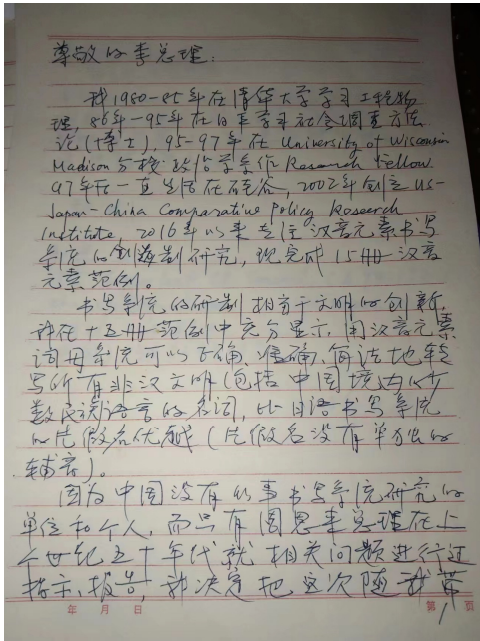 尊敬的李总理:
我1980-85年在清华大学学习工程物
理,86年-95年在日本学习社会调查方法
论(博士),95-97年在University of Wisconsin
Madison分校政治学系作Research Fellow.
97年后一直生活在硅谷,2002年创立US-
Japan-China Comparative Policy Research
Institute,2016年以来专注汉音元素书写
系统的研制研究,现完成15册汉音
元素范例。
书写系统的研制相当于文明的创新,
我在十五册范例中充分显示,用汉音元素
词母系统可以正确、准确、简洁地转
写所有非汉文明(包括中国境内的少
数民族语言的名词,比日语书写系统
的片假名优越(片假名没有单独的
辅音)。
因为中国没有从事书写系统研究的
单位和个人,而只有周恩来总理在上
个世纪五十年代就相关问题进行过
指示、报告,我决定把这次随我带
年 月 日
第 页